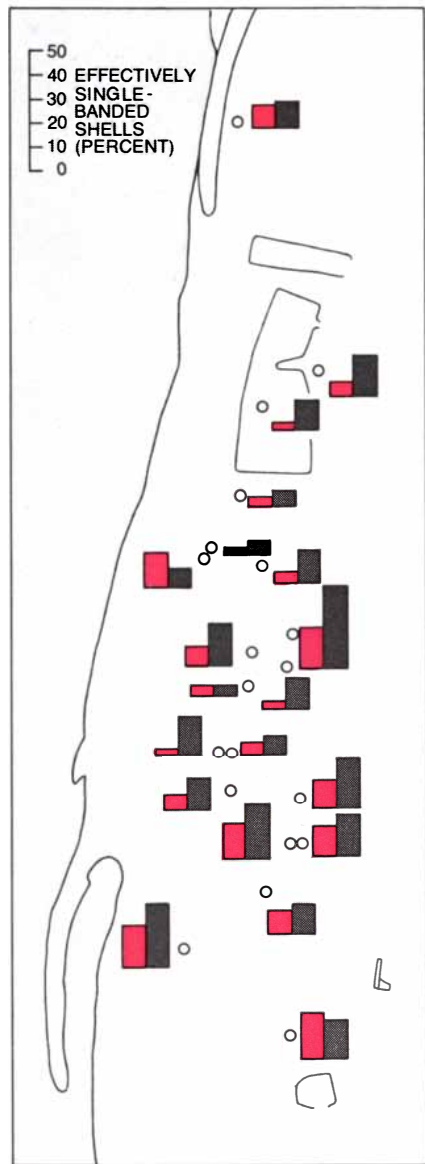 50
40 EFFECTIVELY
30 SINGLE-
20 BANDED
SHELLS
10 (PERCENT)
0